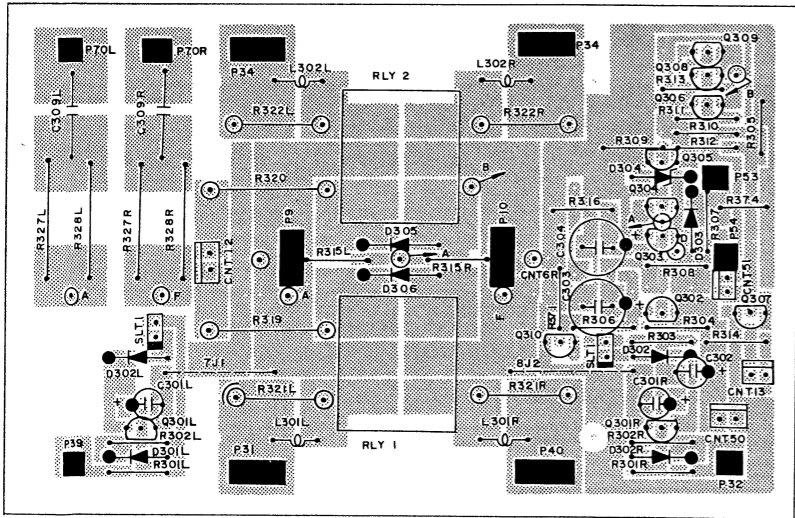 P70L
P70R
P34
P34
Q309
L302L
RLY 2
L302R
Q308
R313
B
Q306
C309L
C309R
R311
R322L
R322R
R310
R305
R309
R312
Q305
B
D304
P53
R320
Q304
R327L
R328L
R327R
R328R
R316
R374
P9
P10
D305
C304
A
R307
P54
D303
CNT12
R315L
A
Q303
B
R315R
CNT6R
R308
CNT51
D306
C303
A
F
A
F
R371
Q302
Q307
SLT1
R319
R306
R304
Q310
R303
R314
D302L
7J1
8J2
SLT1
D302
C302
C301L
R321L
R321R
C301R
CNT13
Q301L
L301L
L301R
Q301R
R302L
RLY 1
R302R
CNT50
P39
D301L
P31
P40
D302R
R301L
R301R
P32